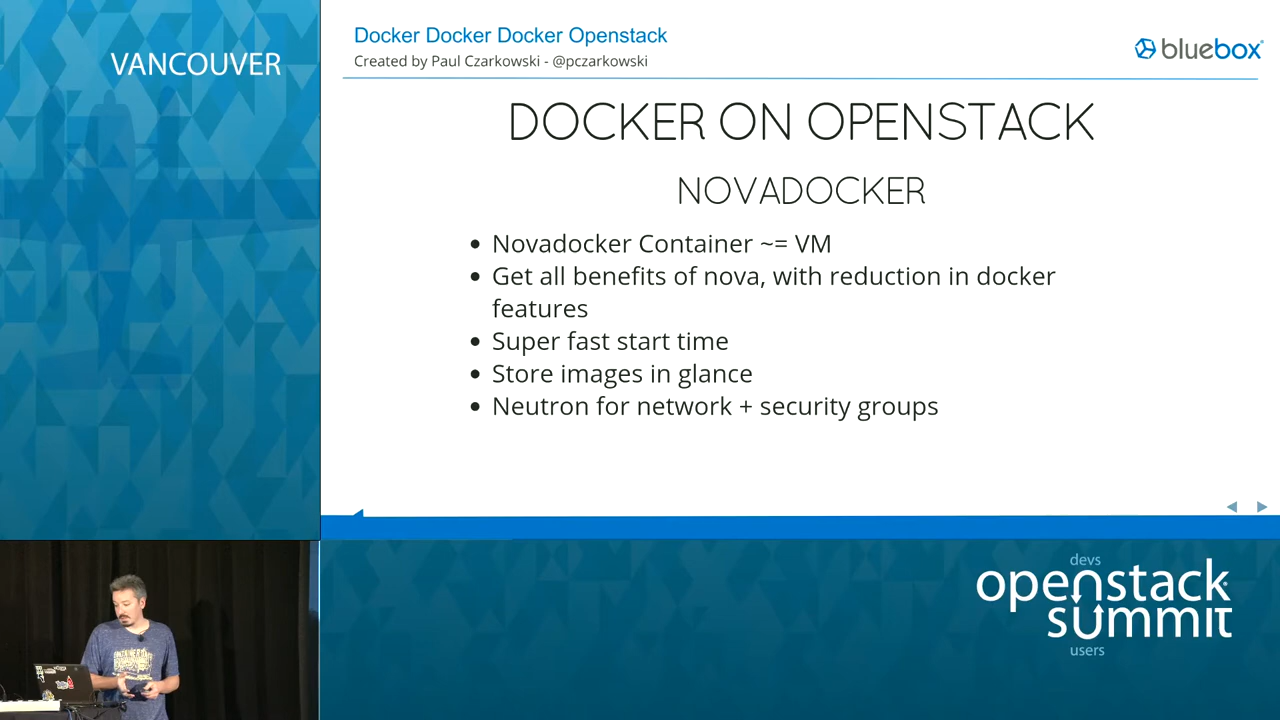 VANCOUVER
Docker Docker Docker Openstack
Created by Paul Czarkowski - @pczarkowski
bluebox
DOCKER ON OPENSTACK
NOVADOCKER
• Novadocker Container ~= VM
• Get all benefits of nova, with reduction in docker
features
• Super fast start time
• Store images in glance
• Neutron for network + security groups
devs
openstack
summit
users